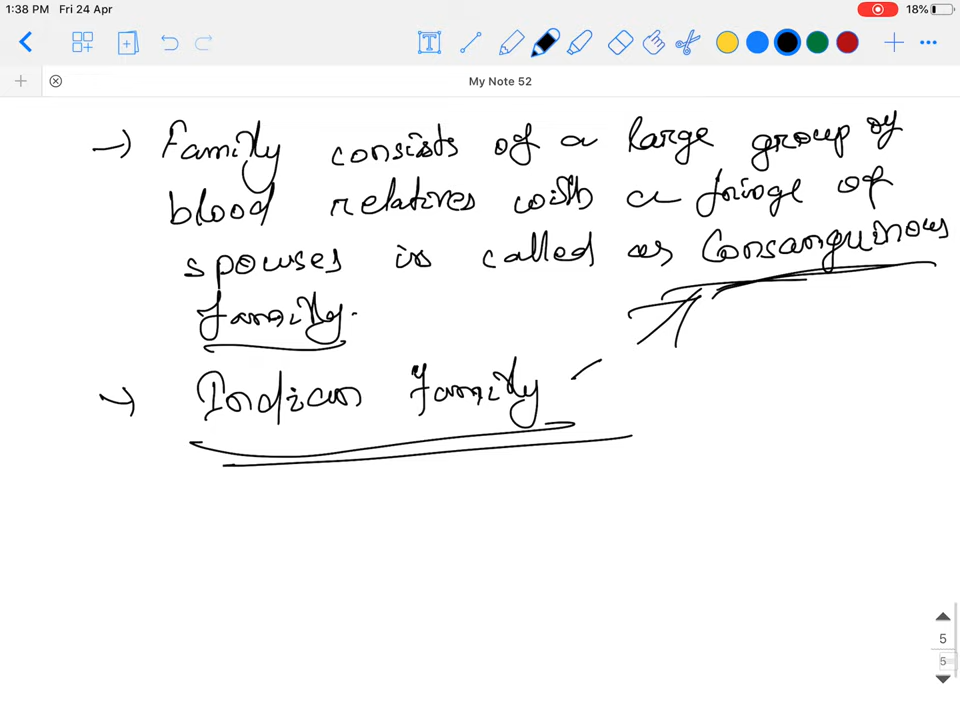 1:38 PM Fri 24 Apr 18%
My Note 52
→ Family consists of a large group of
blood relatives with a fringe of
spouses is called as Consanguinous
family.
→ Indian family
5
5